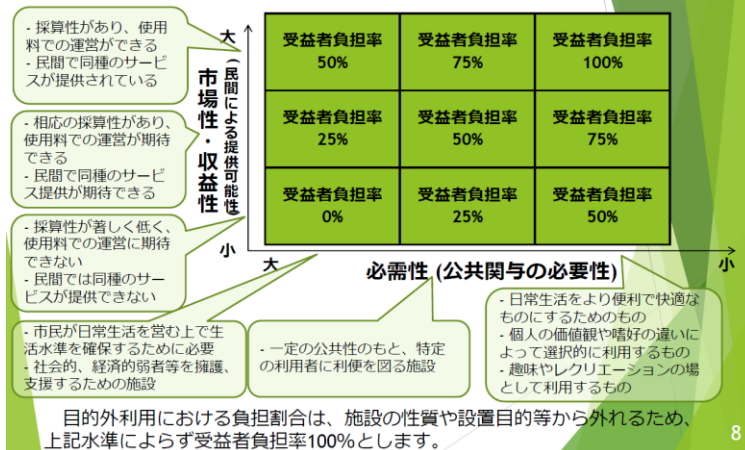 - 採算性があり、使用
料での運営ができる
- 民間で同種のサービ
スが提供されている
- 相応の採算性があり、
使用料での運営が期待
できる
- 民間で同種のサービ
ス提供が期待できる
- 採算性が著しく低く、
使用料での運営に期待
できない
- 民間では同種のサー
ビスが提供できない
市場性・収益性
(民間による提供可能性)
大
小
受益者負担率 受益者負担率 受益者負担率
50% 75% 100%
受益者負担率 受益者負担率 受益者負担率
25% 50% 75%
受益者負担率 受益者負担率 受益者負担率
0% 25% 50%
大 必需性 (公共関与の必要性) 小
- 市民が日常生活を営む上で生
活水準を確保するために必要
- 社会的、経済的弱者等を擁護、
支援するための施設
- 一定の公共性のもと、特定
の利用者に利便を図る施設
- 日常生活をより便利で快適な
ものにするためのもの
- 個人の価値観や嗜好の違いに
よって選択的に利用するもの
- 趣味やレクリエーションの場
として利用するもの
目的外利用における負担割合は、施設の性質や設置目的等から外れるため、
上記水準によらず受益者負担率100%とします。
8